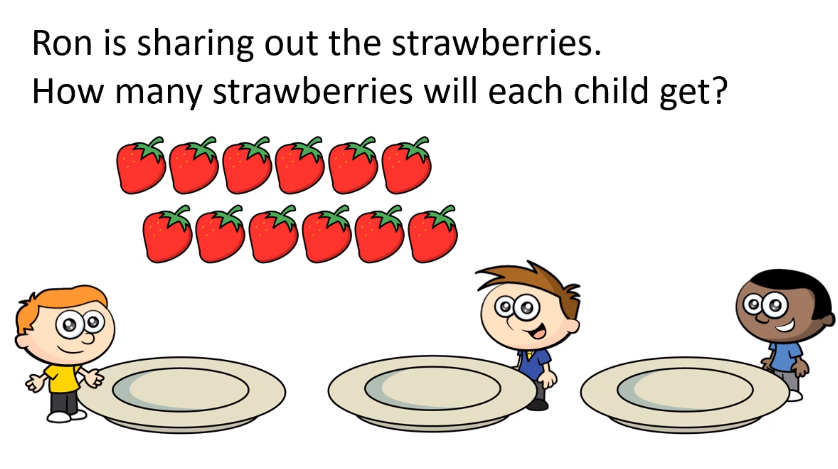 Ron is sharing out the strawberries.
How many strawberries will each child get?